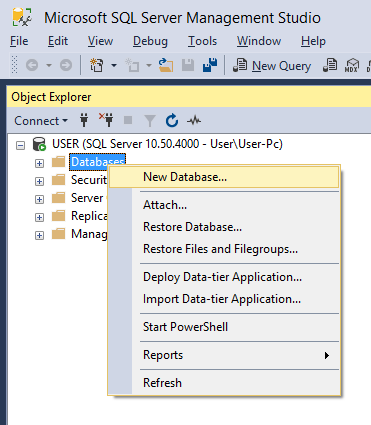 Microsoft SQL Server Management Studio
File Edit View Debug Tools Window Help
New Query
MDX
Object Explorer
Connect
USER (SQL Server 10.50.4000 - User\User-Pc)
Databases
New Database...
Securit
Attach...
Server
Restore Database...
Replica
Manag
Restore Files and Filegroups...
Deploy Data-tier Application...
Import Data-tier Application...
Start PowerShell
Reports
Refresh